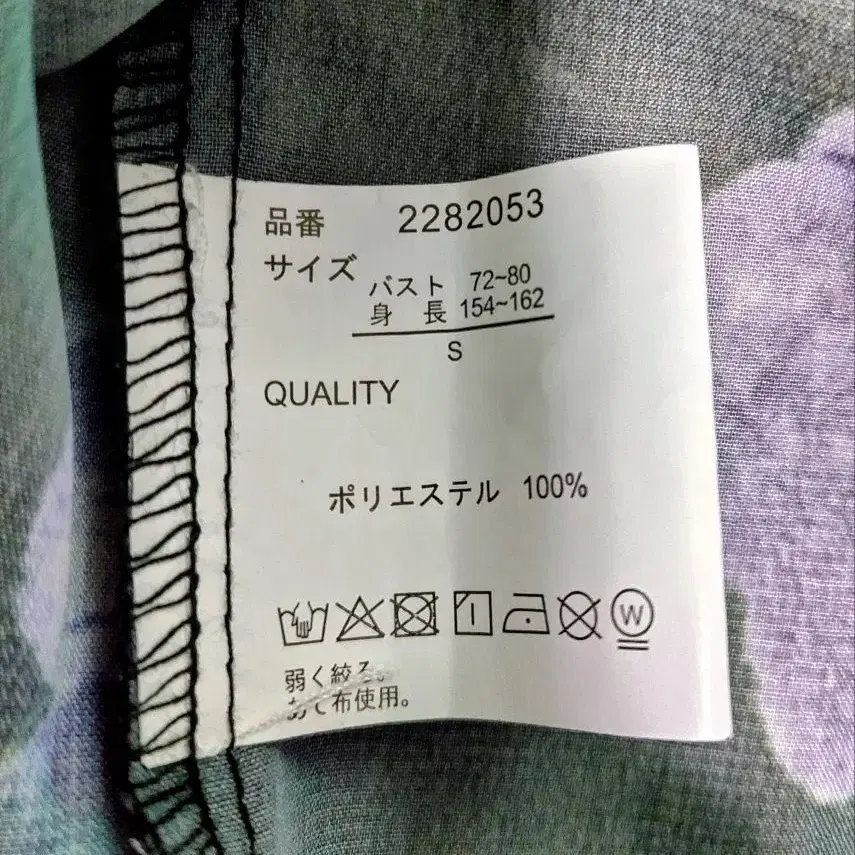 品番 2282053
サイズ
バスト 72~80
身 長 154~162
S
QUALITY
ポリエステル 100%
W
弱く絞る。
あて布使用。